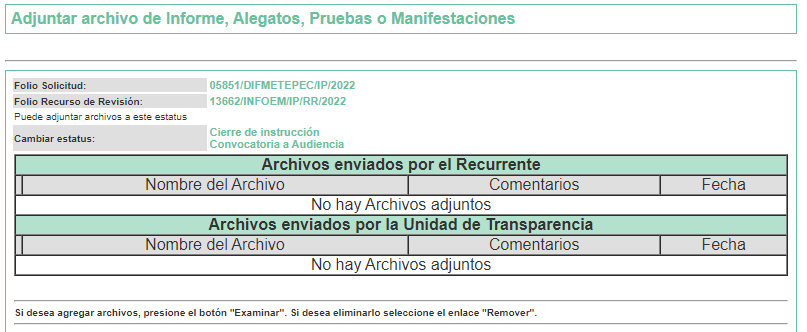 Adjuntar archivo de Informe, Alegatos, Pruebas o Manifestaciones
Folio Solicitud: 05851/DIFMETEPEC/IP/2022
Folio Recurso de Revisión: 13662/INFOEM/IP/RR/2022
Puede adjuntar archivos a este estatus
Cambiar estatus: Cierre de instrucción
Convocatoria a Audiencia
Archivos enviados por el Recurrente
Nombre del Archivo Comentarios Fecha
No hay Archivos adjuntos
Archivos enviados por la Unidad de Transparencia
Nombre del Archivo Comentarios Fecha
No hay Archivos adjuntos
Si desea agregar archivos, presione el botón "Examinar". Si desea eliminarlo seleccione el enlace "Remover".